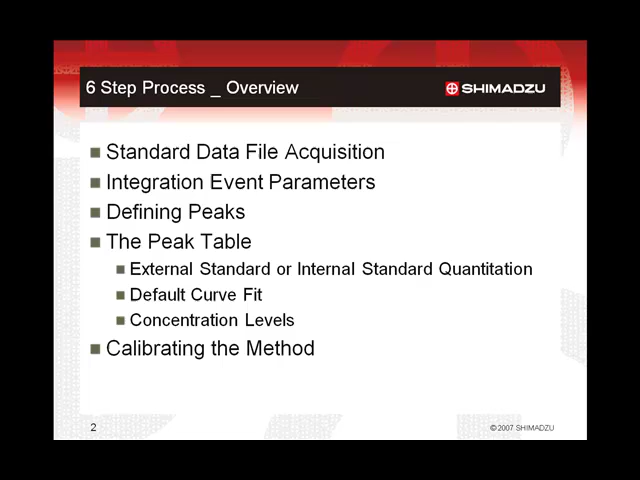 6 Step Process _ Overview
SHIMADZU
Standard Data File Acquisition
Integration Event Parameters
Defining Peaks
The Peak Table
External Standard or Internal Standard Quantitation
Default Curve Fit
Concentration Levels
Calibrating the Method
2
© 2007 SHIMADZU